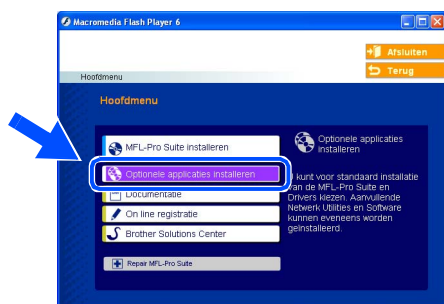 Macromedia Flash Player 6
Afsluiten
Terug
Hoofdmenu
Hoofdmenu
MFL-Pro Suite installeren
Optionele applicaties installeren
Documentatie
On line registratie
Brother Solutions Center
Repair MFL-Pro Suite
Optionele applicaties
installeren
kunt voor standaard installatie
van de MFL-Pro Suite en
Drivers kiezen. Aanvullende
Netwerk Utilities en Software
kunnen eveneens worden
geïnstalleerd.